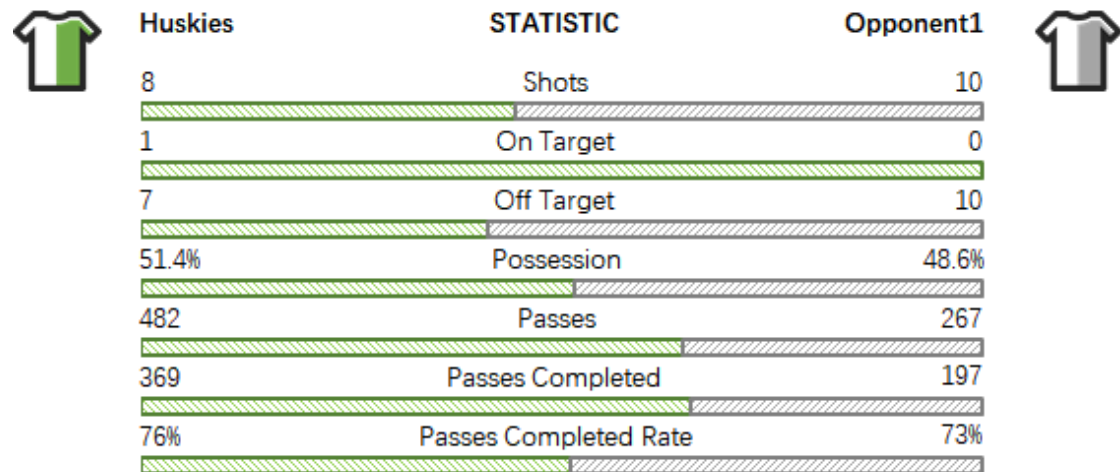 Huskies STATISTIC Opponent1
8 Shots 10
1 On Target 0
7 Off Target 10
51.4% Possession 48.6%
482 Passes 267
369 Passes Completed 197
76% Passes Completed Rate 73%